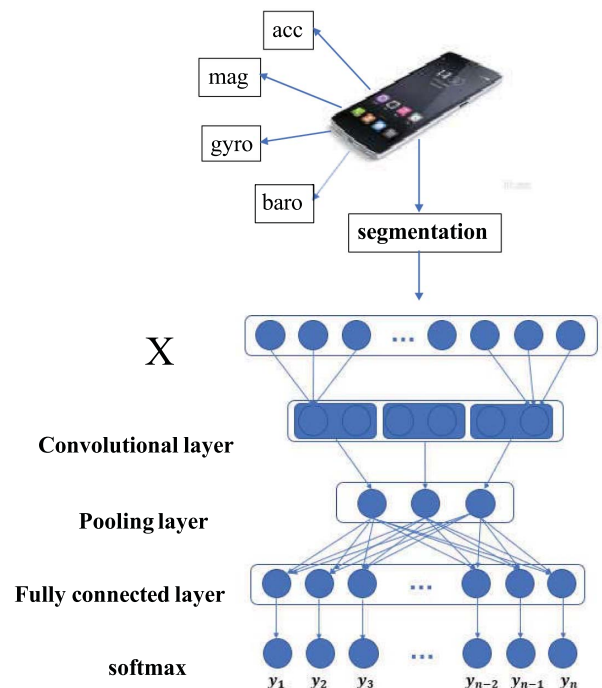 acc
mag
gyro
baro
segmentation
X
...
Convolutional layer
Pooling layer
Fully connected layer
...
softmax
...
y₁ y₂ y₃ yₙ₋₂ yₙ₋₁ yₙ